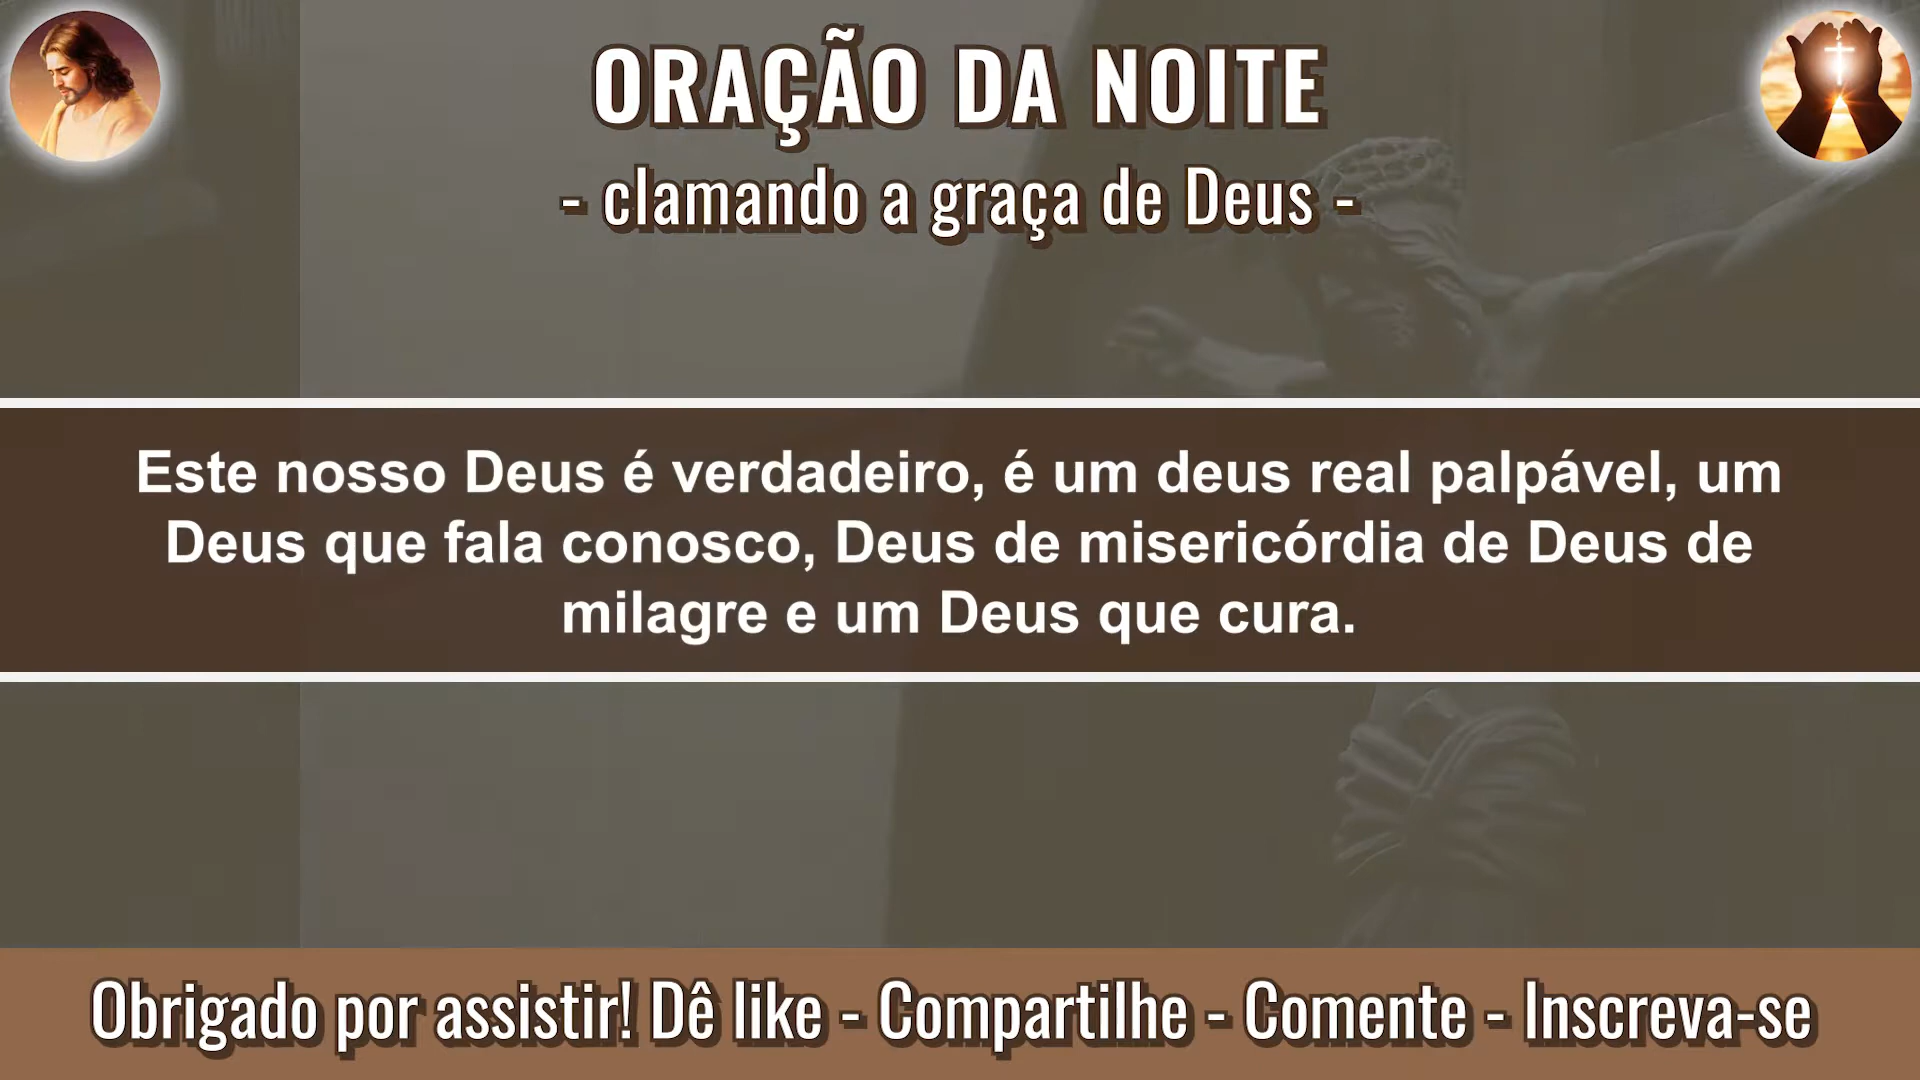 ORAÇÃO DA NOITE
- clamando a graça de Deus -
Este nosso Deus é verdadeiro, é um deus real palpável, um
Deus que fala conosco, Deus de misericórdia de Deus de
milagre e um Deus que cura.
Obrigado por assistir! Dê like - Compartilhe - Comente - Inscreva-se